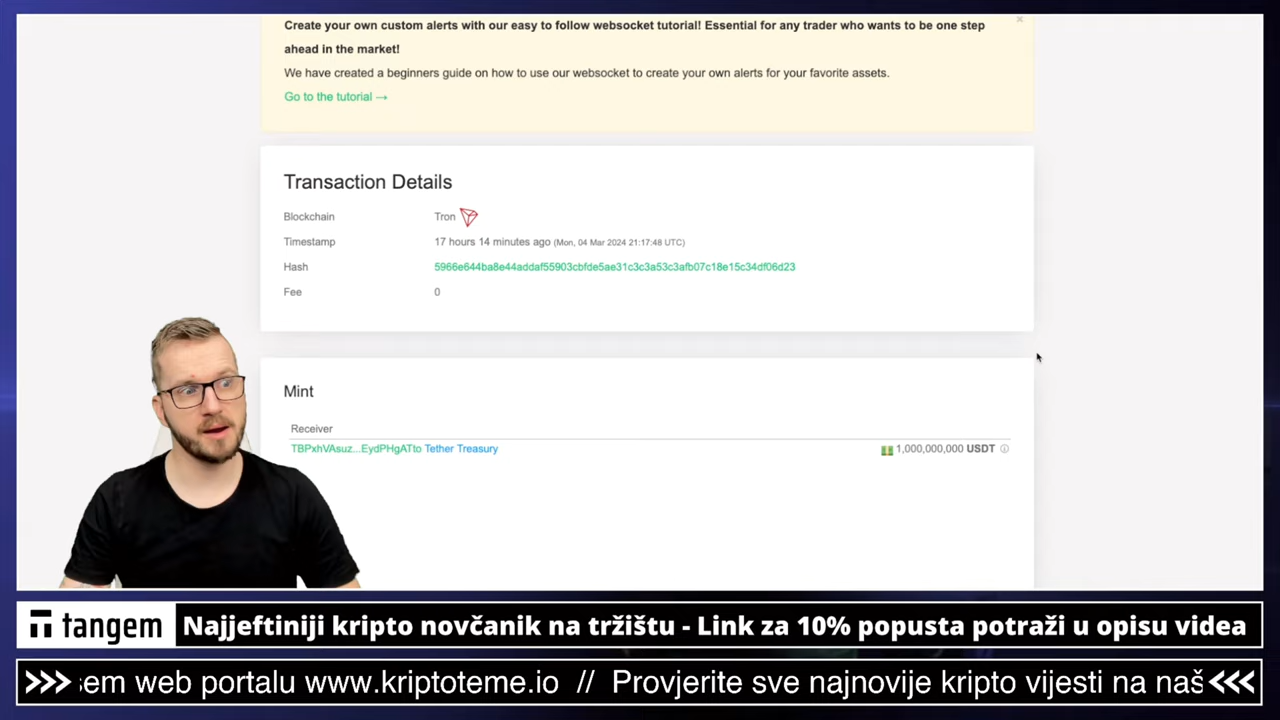 Create your own custom alerts with our easy to follow websocket tutorial! Essential for any trader who wants to be one step
ahead in the market!
We have created a beginners guide on how to use our websocket to create your own alerts for your favorite assets.
Go to the tutorial →
×
Transaction Details
Blockchain Tron
Timestamp 17 hours 14 minutes ago (Mon, 04 Mar 2024 21:17:48 UTC)
Hash 5966e644ba8e44addaf55903cbfde5ae31c3c3a53c3afb07c18e15c34df06d23
Fee 0
Mint
Receiver
TBPxhVAsuz...EydPHgATto Tether Treasury 1,000,000,000 USDT
tangem Najjeftiniji kripto novčanik na tržištu - Link za 10% popusta potraži u opisu videa
sem web portalu www.kriptoteme.io // Provjerite sve najnovije kripto vijesti na naš